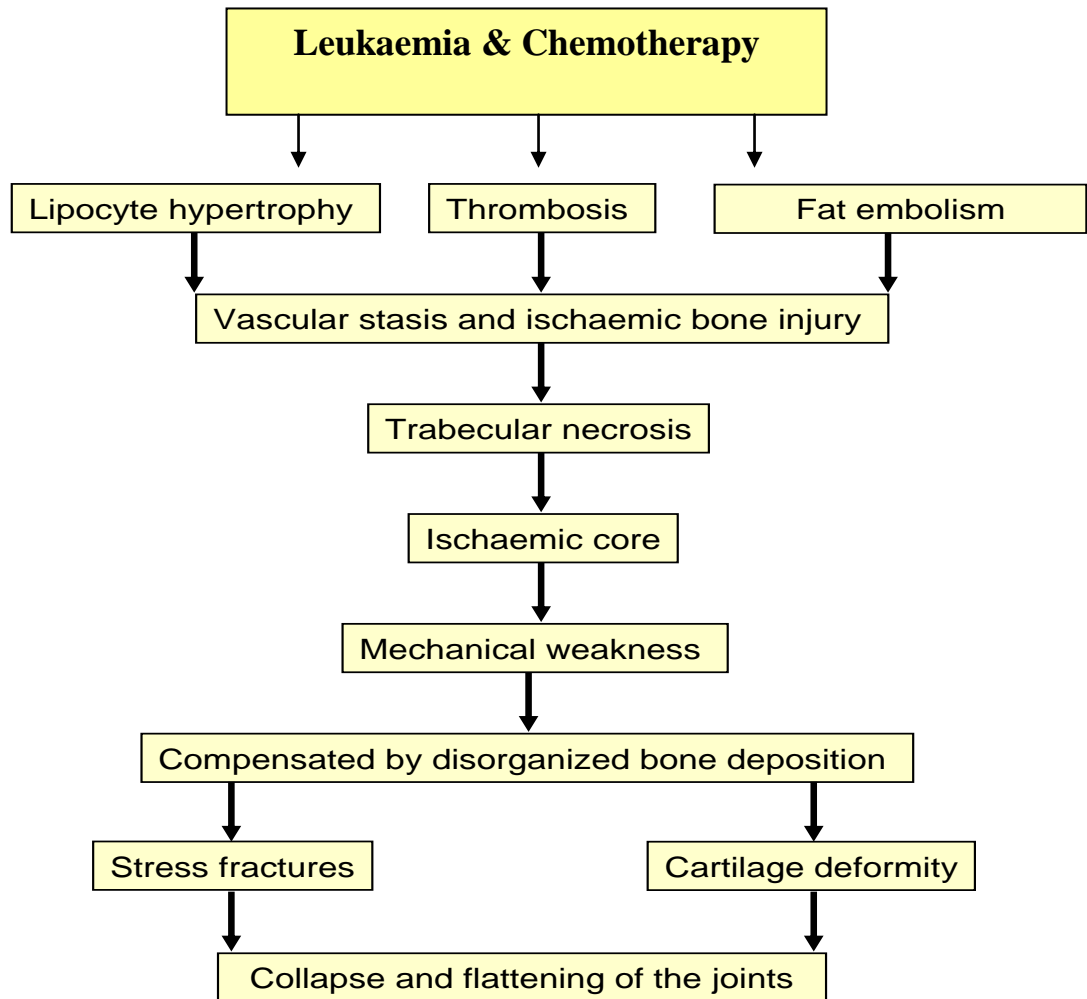 Leukaemia & Chemotherapy
Lipocyte hypertrophy
Thrombosis
Fat embolism
Vascular stasis and ischaemic bone injury
Trabecular necrosis
Ischaemic core
Mechanical weakness
Compensated by disorganized bone deposition
Stress fractures
Cartilage deformity
Collapse and flattening of the joints